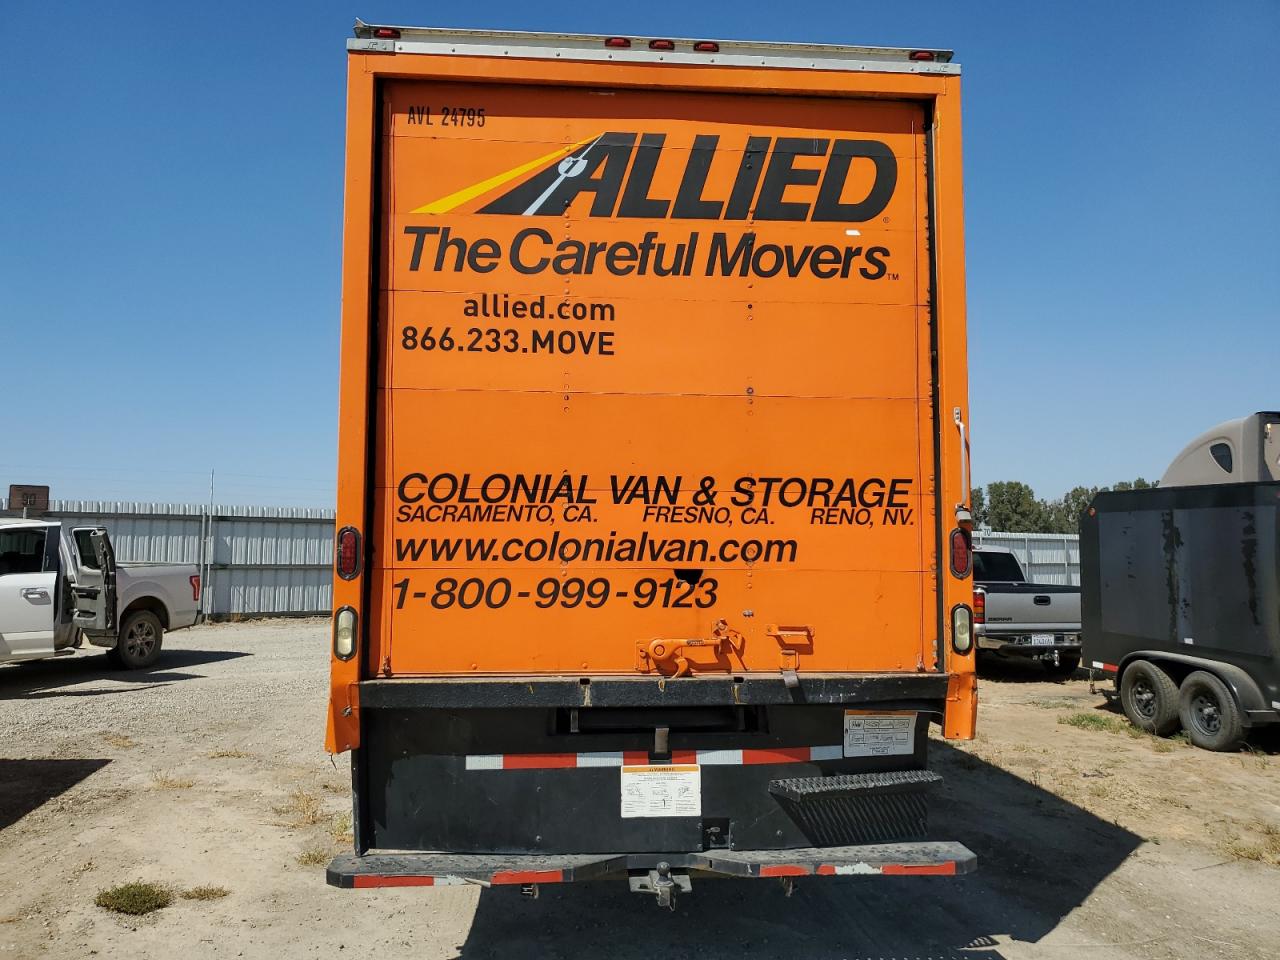 AVL 24795
ALLIED®
The Careful Movers™
allied.com
866.233.MOVE
COLONIAL VAN & STORAGE
SACRAMENTO, CA. FRESNO, CA. RENO, NV.
www.colonialvan.com
1-800-999-9123